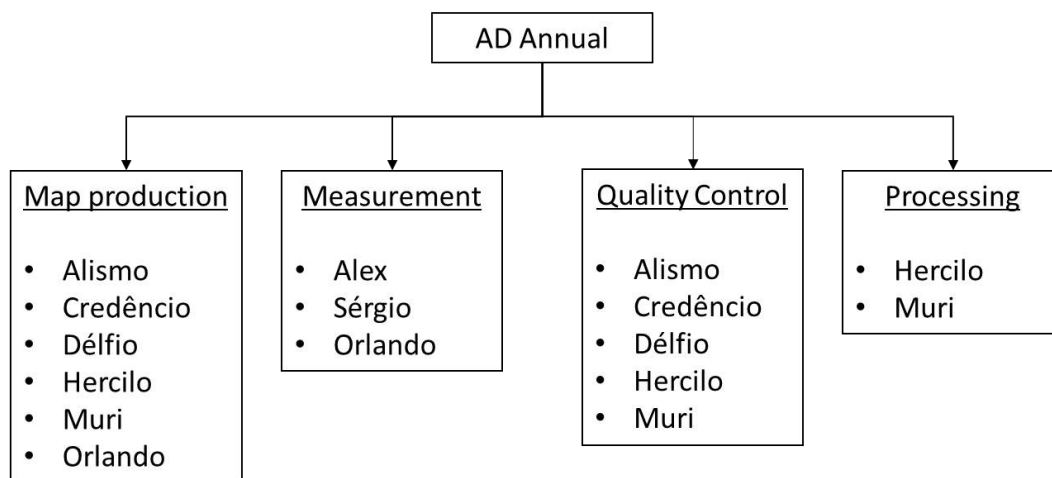 AD Annual
Map production
• Alismo
• Credêncio
• Délfio
• Hercilo
• Muri
• Orlando
Measurement
• Alex
• Sérgio
• Orlando
Quality Control
• Alismo
• Credêncio
• Délfio
• Hercilo
• Muri
Processing
• Hercilo
• Muri